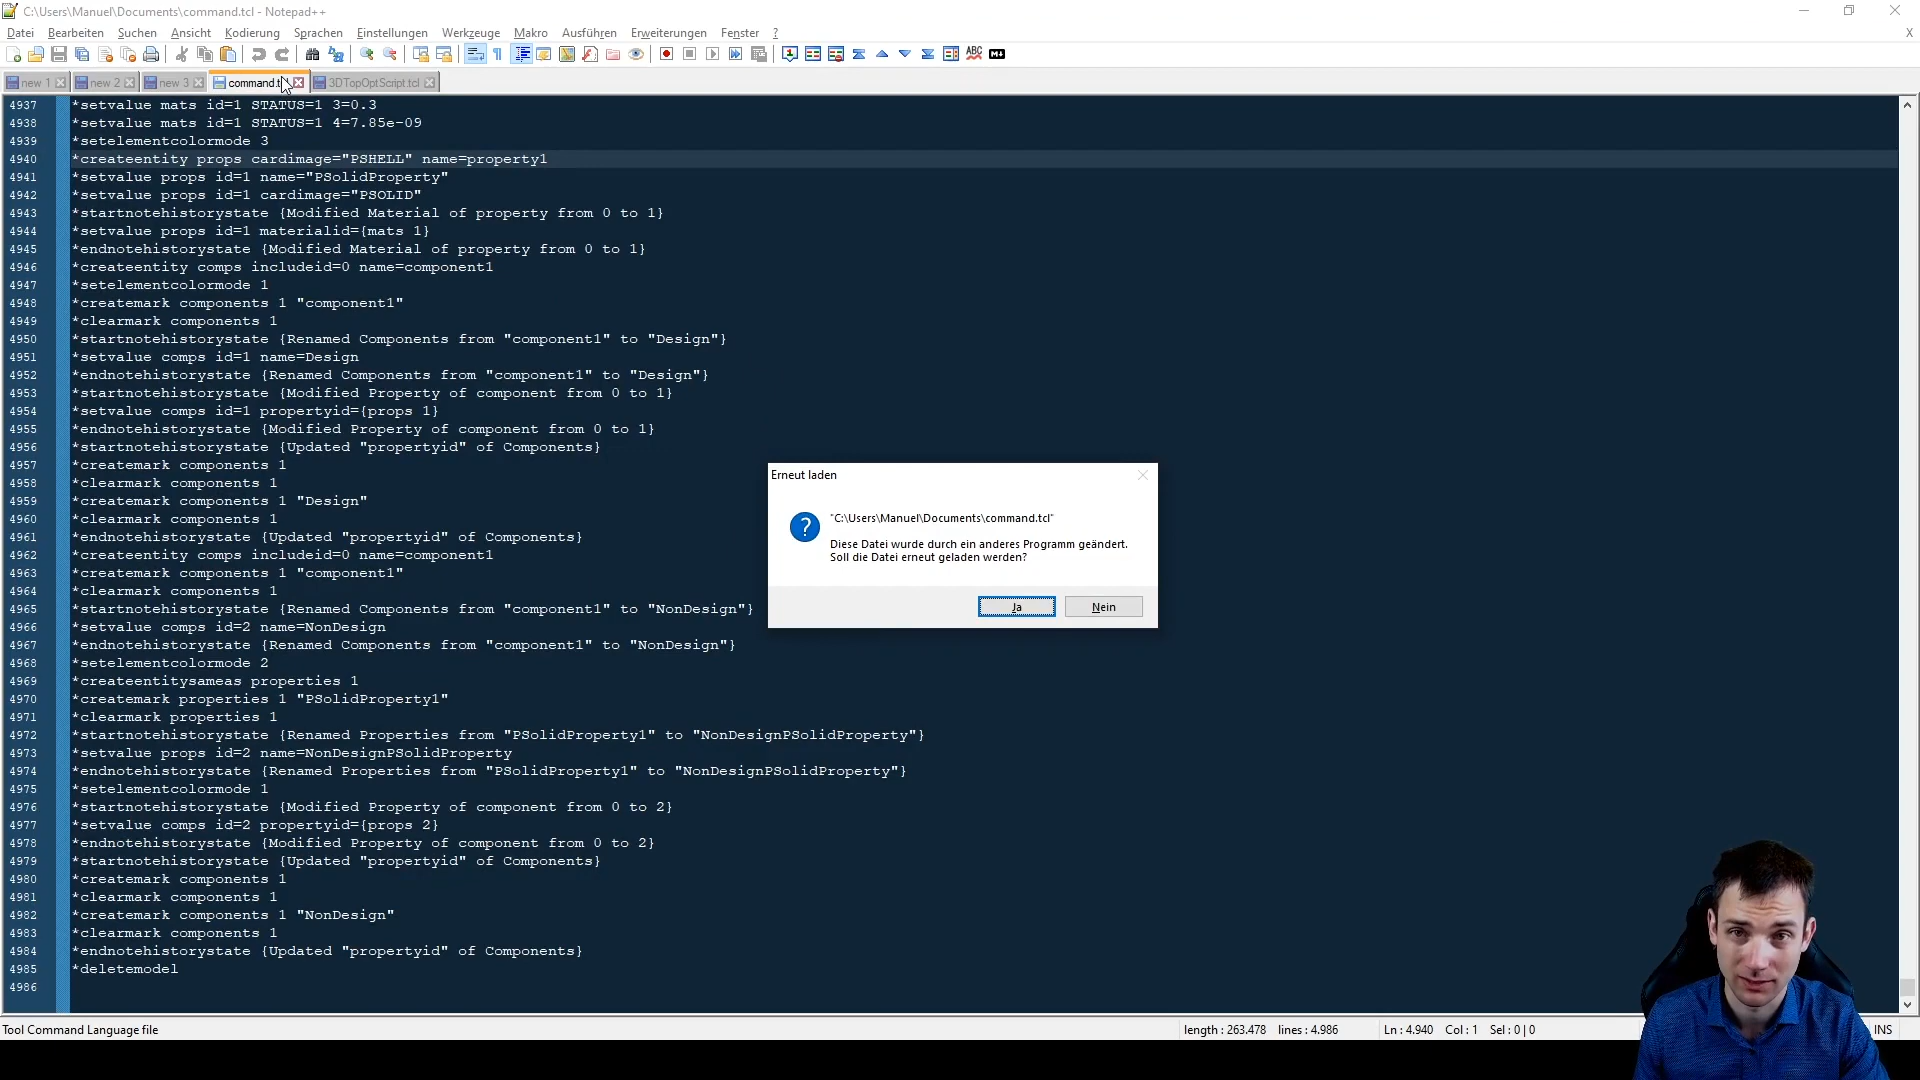 C:\Users\Manuel\Documents\command.tcl - Notepad++
Datei Bearbeiten Suchen Ansicht Kodierung Sprachen Einstellungen Werkzeuge Makro Ausführen Erweiterungen Fenster ? X
new 1 new 2 new 3 command.t 3DTopOptScript.tcl
4937 *setvalue mats id=1 STATUS=1 3=0.3
4938 *setvalue mats id=1 STATUS=1 4=7.85e-09
4939 *setelementcolormode 3
4940 *createentity props cardimage="PSHELL" name=property1
4941 *setvalue props id=1 name="PSolidProperty"
4942 *setvalue props id=1 cardimage="PSOLID"
4943 *startnotehistorystate {Modified Material of property from 0 to 1}
4944 *setvalue props id=1 materialid={mats 1}
4945 *endnotehistorystate {Modified Material of property from 0 to 1}
4946 *createentity comps includeid=0 name=component1
4947 *setelementcolormode 1
4948 *createmark components 1 "component1"
4949 *clearmark components 1
4950 *startnotehistorystate {Renamed Components from "component1" to "Design"}
4951 *setvalue comps id=1 name=Design
4952 *endnotehistorystate {Renamed Components from "component1" to "Design"}
4953 *startnotehistorystate {Modified Property of component from 0 to 1}
4954 *setvalue comps id=1 propertyid={props 1}
4955 *endnotehistorystate {Modified Property of component from 0 to 1}
4956 *startnotehistorystate {Updated "propertyid" of Components}
4957 *createmark components 1
4958 *clearmark components 1
4959 *createmark components 1 "Design"
4960 *clearmark components 1
4961 *endnotehistorystate {Updated "propertyid" of Components}
4962 *createentity comps includeid=0 name=component1
4963 *createmark components 1 "component1"
4964 *clearmark components 1
4965 *startnotehistorystate {Renamed Components from "component1" to "NonDesign"}
4966 *setvalue comps id=2 name=NonDesign
4967 *endnotehistorystate {Renamed Components from "component1" to "NonDesign"}
4968 *setelementcolormode 2
4969 *createentitysameas properties 1
4970 *createmark properties 1 "PSolidProperty1"
4971 *clearmark properties 1
4972 *startnotehistorystate {Renamed Properties from "PSolidProperty1" to "NonDesignPSolidProperty"}
4973 *setvalue props id=2 name=NonDesignPSolidProperty
4974 *endnotehistorystate {Renamed Properties from "PSolidProperty1" to "NonDesignPSolidProperty"}
4975 *setelementcolormode 1
4976 *startnotehistorystate {Modified Property of component from 0 to 2}
4977 *setvalue comps id=2 propertyid={props 2}
4978 *endnotehistorystate {Modified Property of component from 0 to 2}
4979 *startnotehistorystate {Updated "propertyid" of Components}
4980 *createmark components 1
4981 *clearmark components 1
4982 *createmark components 1 "NonDesign"
4983 *clearmark components 1
4984 *endnotehistorystate {Updated "propertyid" of Components}
4985 *deletemodel
4986
Erneut laden
"C:\Users\Manuel\Documents\command.tcl"
Diese Datei wurde durch ein anderes Programm geändert.
Soll die Datei erneut geladen werden?
Ja Nein
Tool Command Language file length : 263.478 lines : 4.986 Ln : 4.940 Col : 1 Sel : 0 | 0 INS